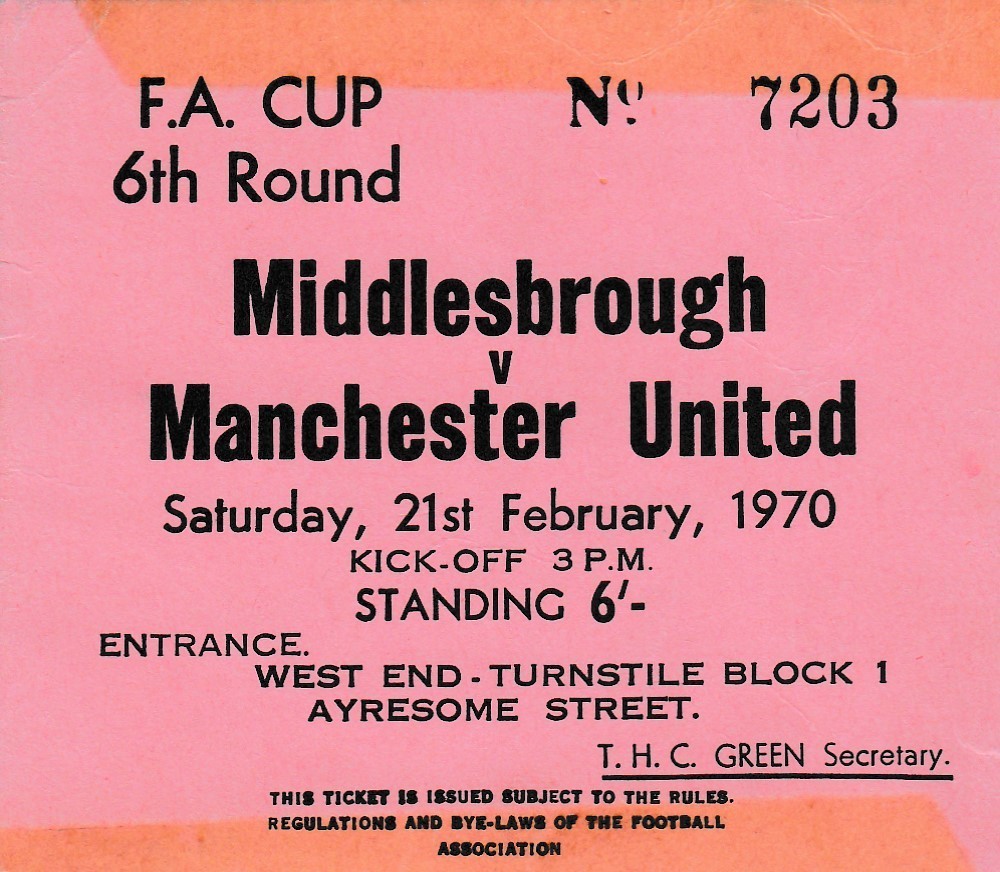 F.A. CUP Nº 7203
6th Round
Middlesbrough
v
Manchester United
Saturday, 21st February, 1970
KICK-OFF 3 P.M.
STANDING 6'-
ENTRANCE.
WEST END - TURNSTILE BLOCK 1
AYRESOME STREET.
T. H. C. GREEN Secretary.
THIS TICKET IS ISSUED SUBJECT TO THE RULES.
REGULATIONS AND BYE-LAWS OF THE FOOTBALL
ASSOCIATION